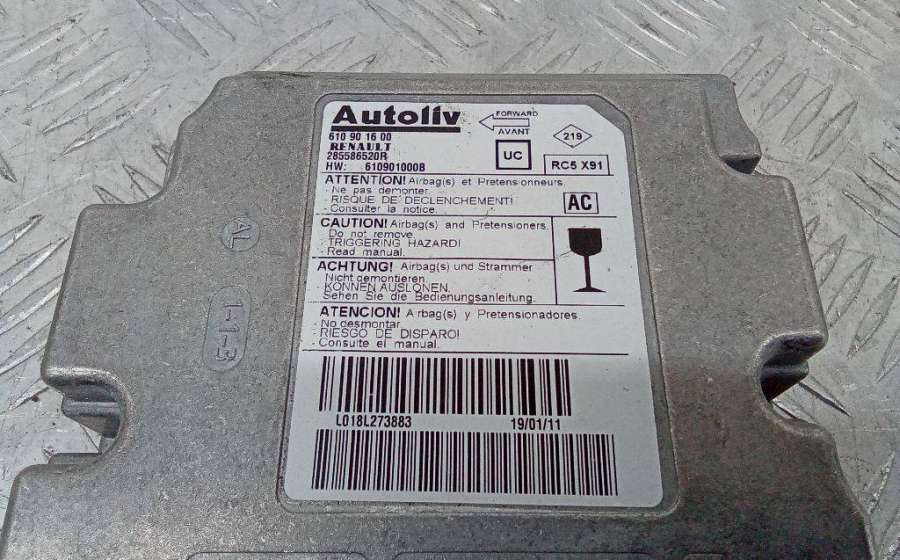 Autoliv
FORWARD
AVANT
219
610 90 16 00
RENAULT
285586520R
HW: 610901000B
UC
RC5 X91
ATTENTION! Airbag(s) et Pretensionneurs
- Ne pas demonter.
- RISQUE DE DECLENCHEMENT!
- Consulter la notice.
AC
CAUTION! Airbag(s) and Pretensioners
- Do not remove.
- TRIGGERING HAZARD!
- Read manual.
ACHTUNG! Airbag(s) und Strammer
- Nicht demontieren.
- KONNEN AUSLONEN.
- Sehen Sie die Bedienungsanleitung.
ATENCION! Airbag(s) y Pretensionadores
- No desmontar.
- RIESGO DE DISPARO!
- Consulte el manual.
L018L273883
19/01/11
AL
1-1-B